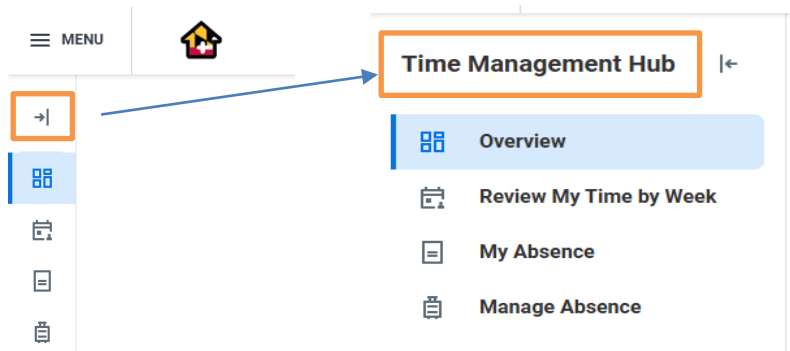 MENU
Time Management Hub
Overview
Review My Time by Week
My Absence
Manage Absence